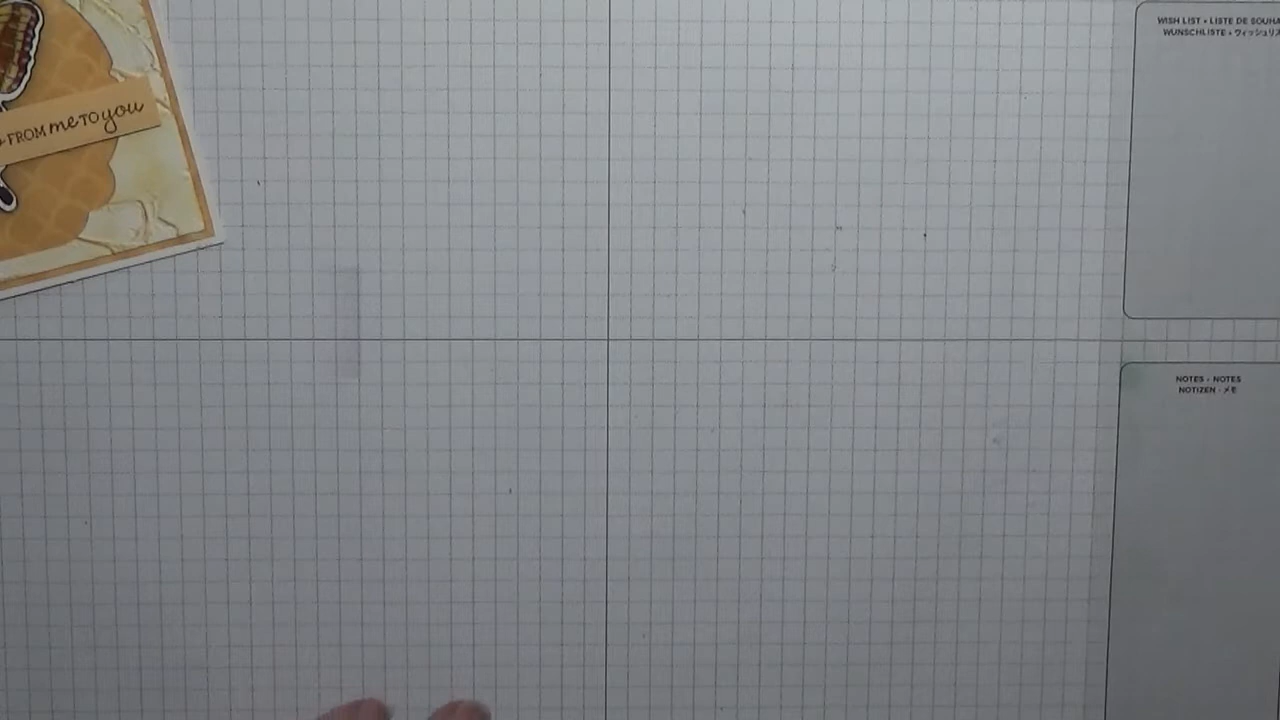 FROM me TO you
WISH LIST • LISTE DE SOUHA
WUNSCHLISTE • ウィッシュリス
NOTES • NOTES
NOTIZEN • メモ